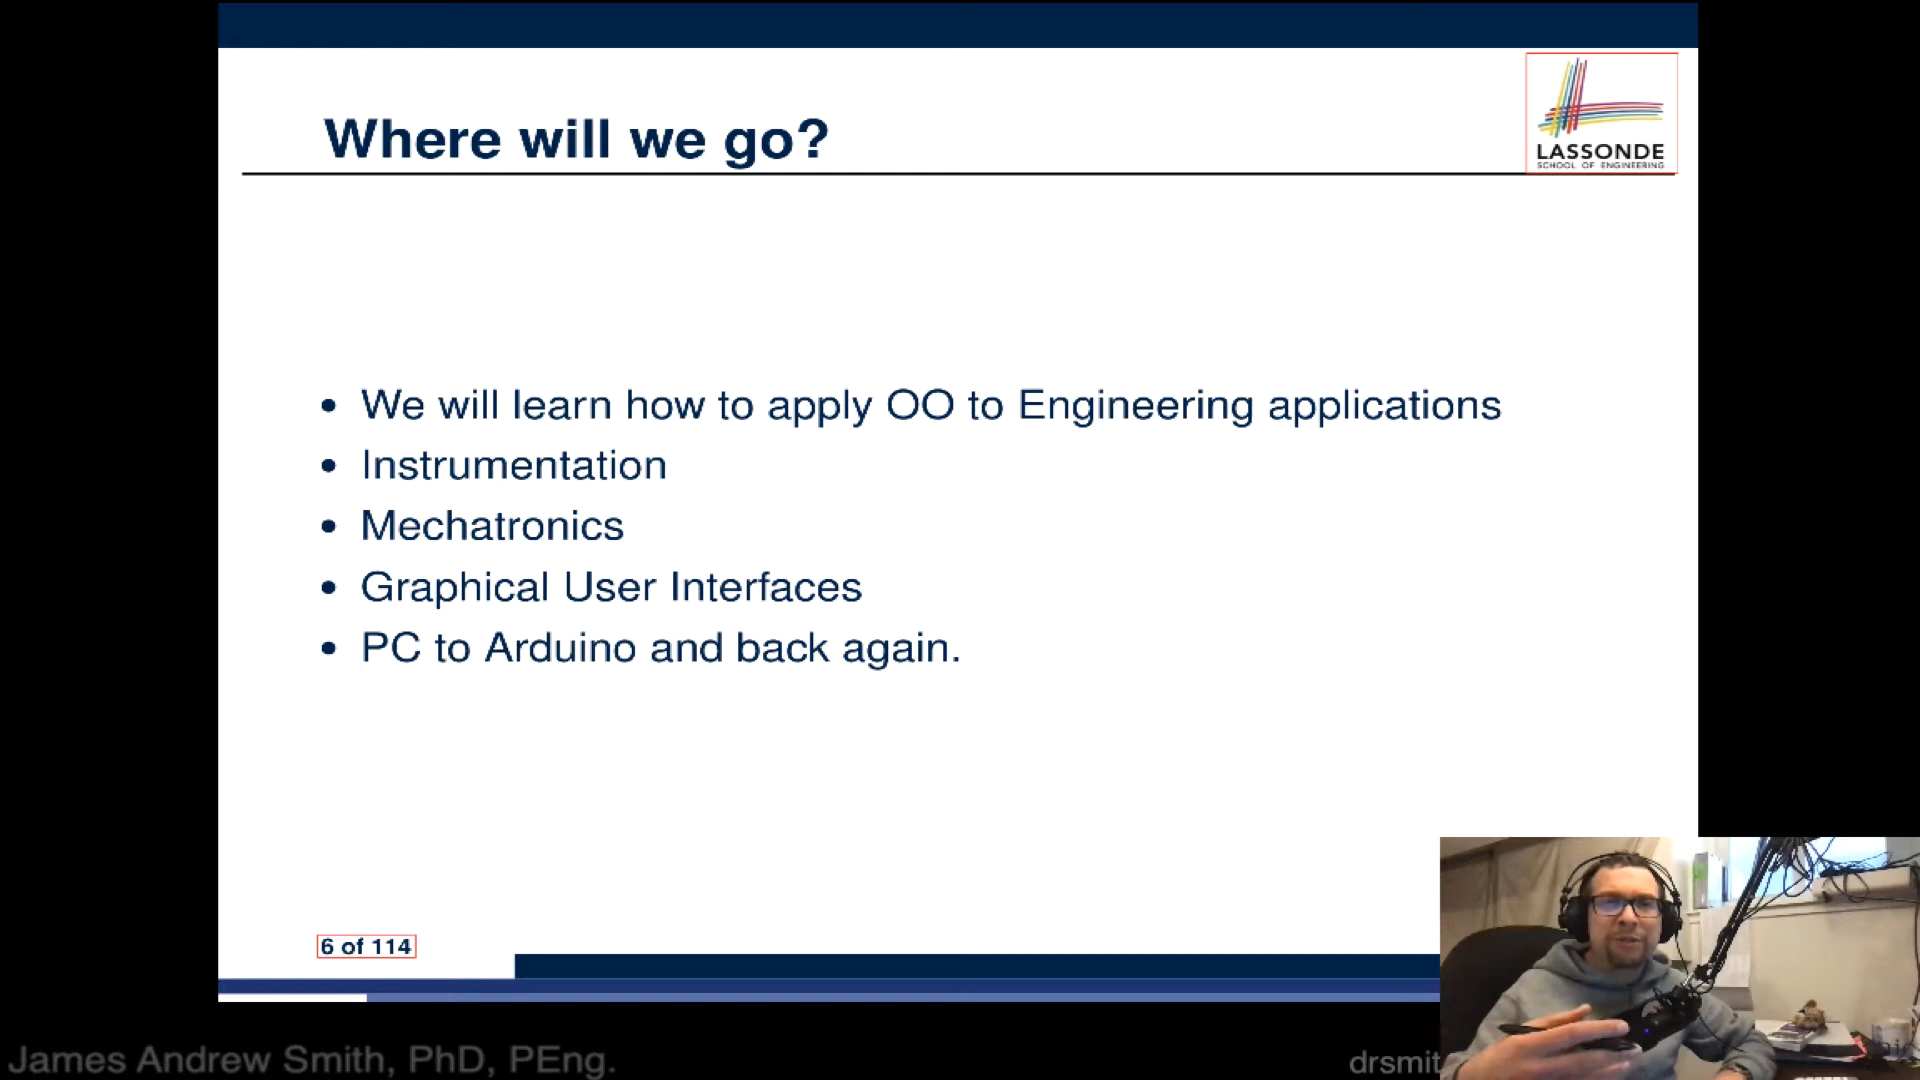 Where will we go?
LASSONDE
SCHOOL OF ENGINEERING
• We will learn how to apply OO to Engineering applications
• Instrumentation
• Mechatronics
• Graphical User Interfaces
• PC to Arduino and back again.
6 of 114
James Andrew Smith, PhD, PEng.
drsmit